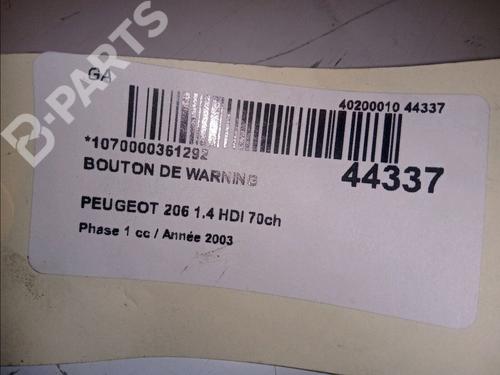 B-PARTS
GA
40200010 44337
*1070000361292
BOUTON DE WARNING
44337
PEUGEOT 206 1.4 HDI 70ch
Phase 1 cc / Année 2003